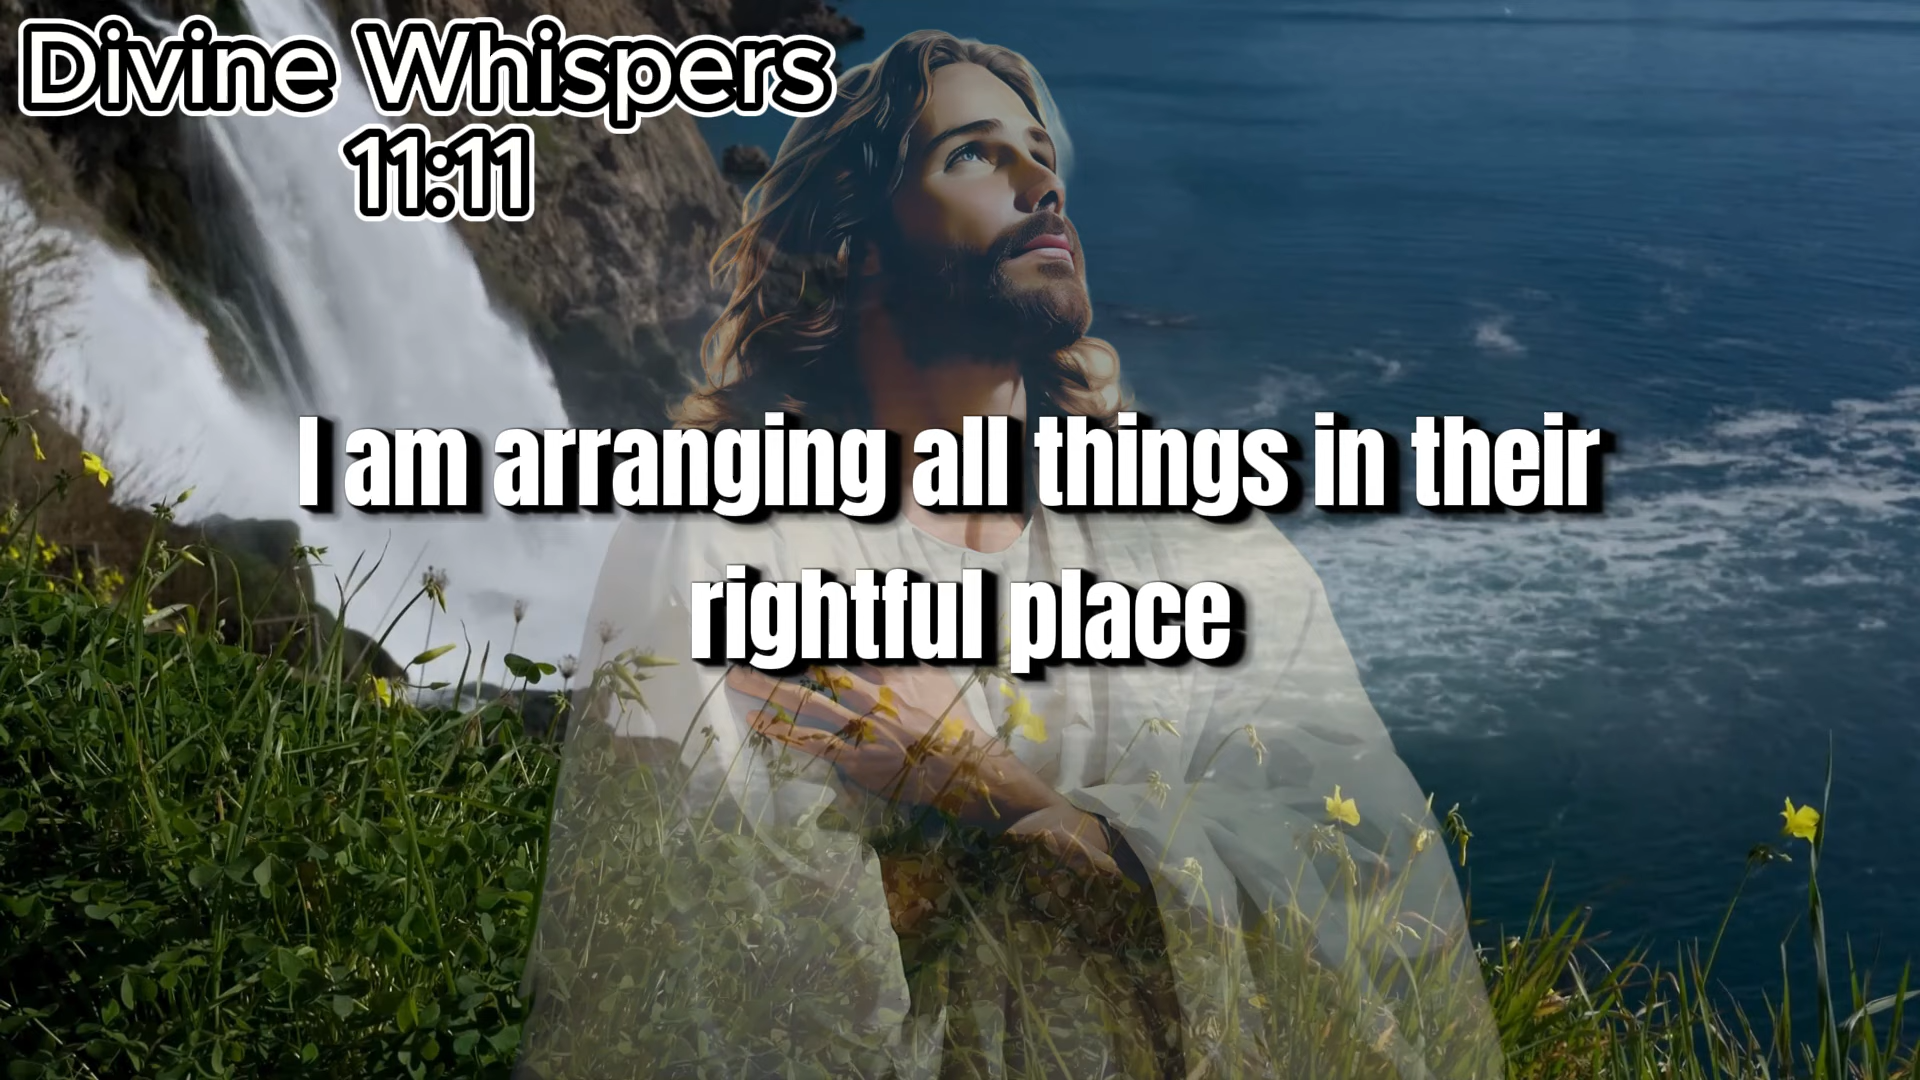 Divine Whispers
11:11
I am arranging all things in their
rightful place